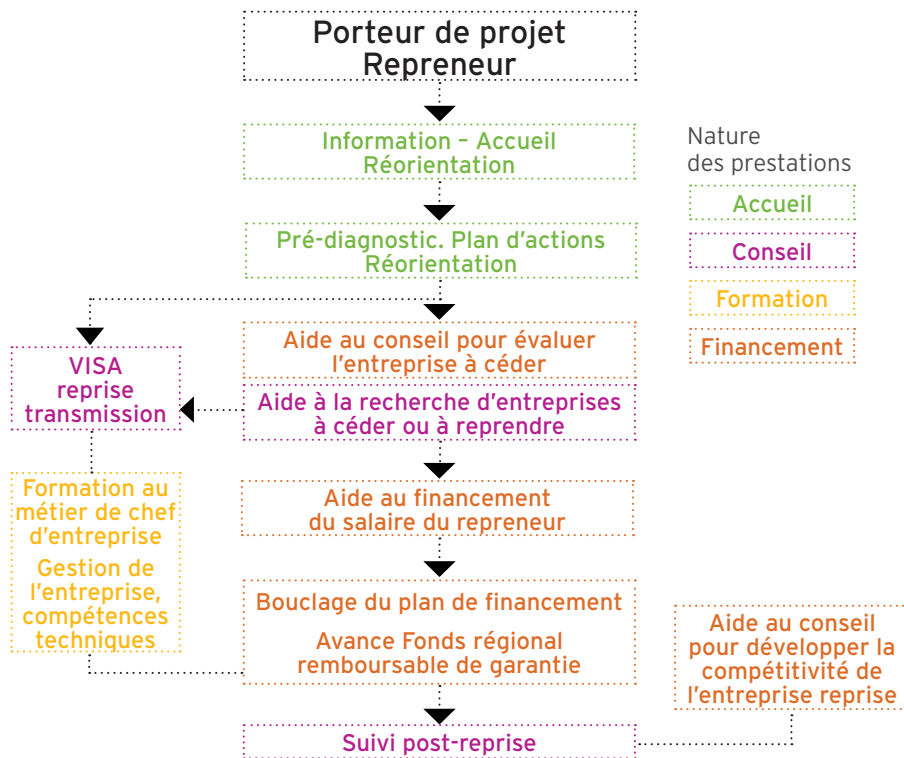 Porteur de projet
Repreneur
Information – Accueil
Réorientation
Nature
des prestations
Accueil
Conseil
Formation
Financement
Pré-diagnostic. Plan d'actions
Réorientation
Aide au conseil pour évaluer
l'entreprise à céder
VISA
reprise
transmission
Aide à la recherche d'entreprises
à céder ou à reprendre
Formation au
métier de chef
d'entreprise
Gestion de
l'entreprise,
compétences
techniques
Aide au financement
du salaire du repreneur
Bouclage du plan de financement
Avance Fonds régional
remboursable de garantie
Aide au conseil
pour développer la
compétitivité de
l'entreprise reprise
Suivi post-reprise